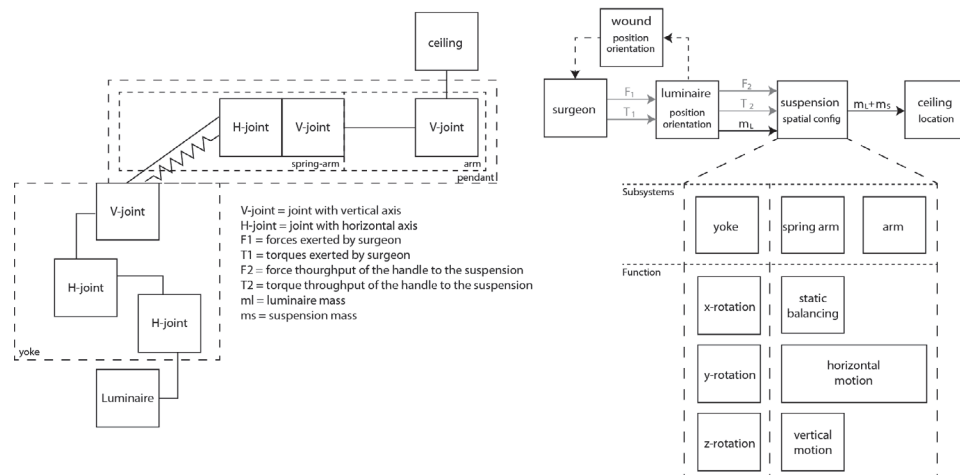 ceiling
H-joint
V-joint
V-joint
spring-arm
arm
pendant
V-joint
H-joint
H-joint
yoke
Luminaire
V-joint = joint with vertical axis
H-joint = joint with horizontal axis
F1 = forces exerted by surgeon
T1 = torques exerted by surgeon
F2 = force thourghput of the handle to the suspension
T2 = torque throughput of the handle to the suspension
ml = luminaire mass
ms = suspension mass
wound
position
orientation
surgeon
F1
T1
luminaire
position
orientation
F2
T2
mL
suspension
spatial config
mL+mS
ceiling
location
Subsystems
yoke
spring arm
arm
Function
x-rotation
static
balancing
y-rotation
horizontal
motion
z-rotation
vertical
motion